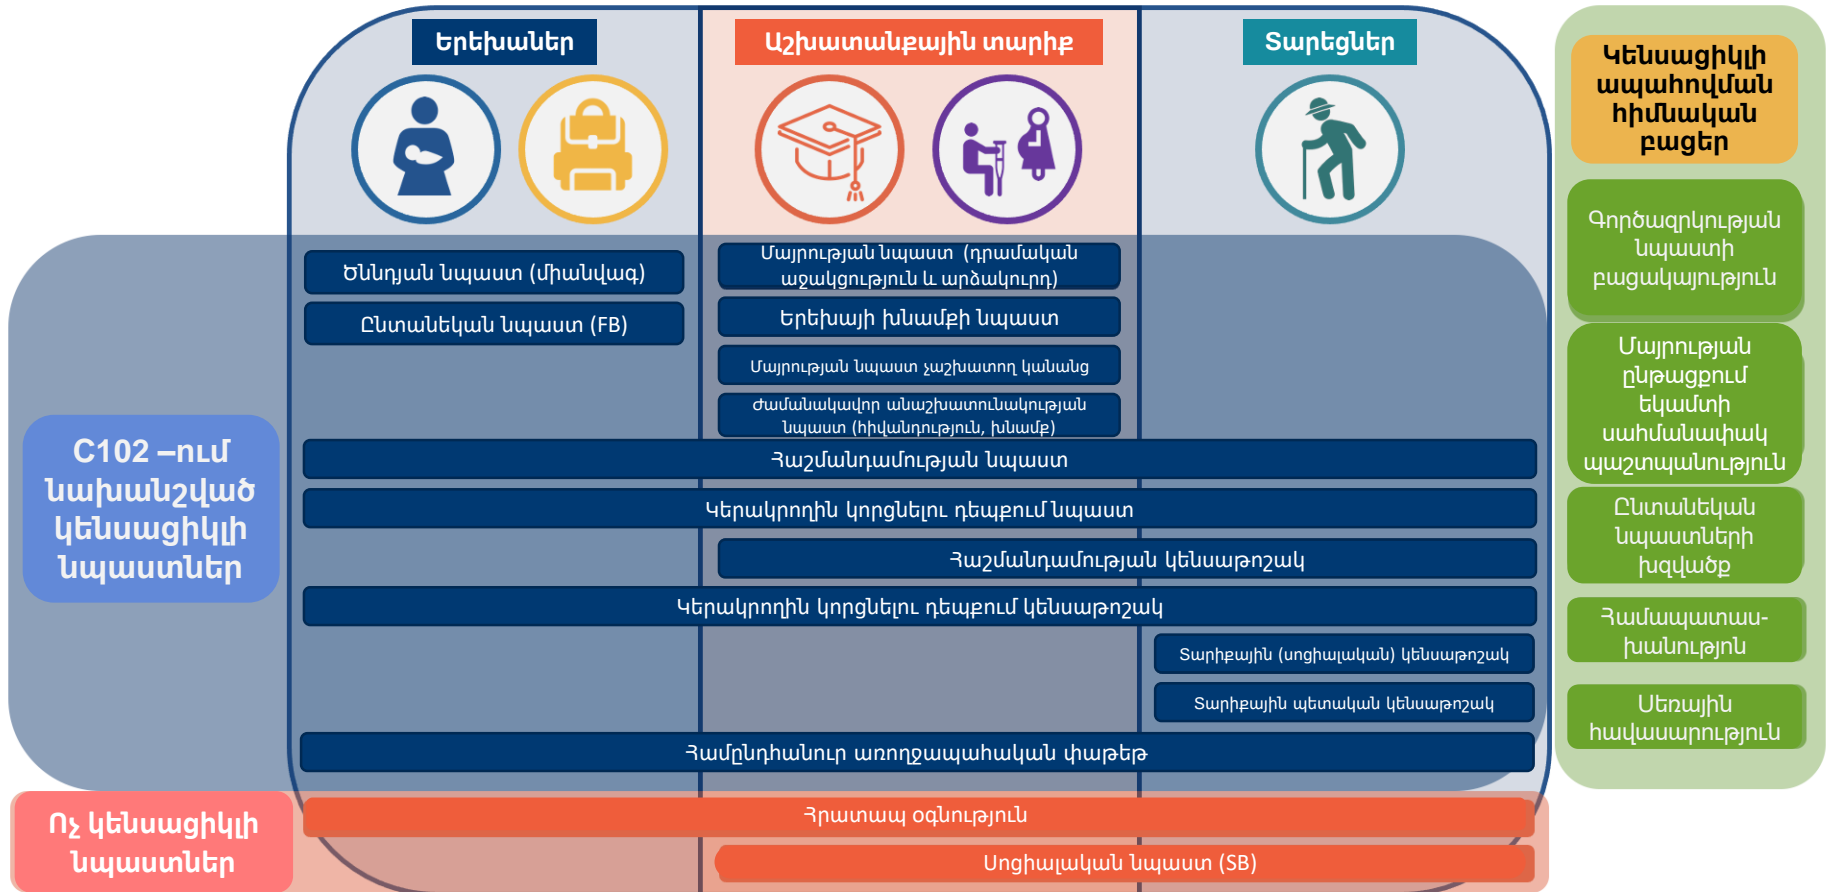 Երեխաներ
Աշխատանքային տարիք
Տարեցներ
Ծննդյան նպաստ (միանվագ)
Ընտանեկան նպաստ (FB)
Մայրության նպաստ (դրամական
աջակցություն և արձակուրդ)
Երեխայի խնամքի նպաստ
Մայրության նպաստ չաշխատող կանանց
Ժամանակավոր անաշխատունակության
նպաստ (հիվանդություն, խնամք)
C102 –ում
նախանշված
կենսացիկլի
նպաստներ
Հաշմանդամության նպաստ
Կերակրողին կորցնելու դեպքում նպաստ
Հաշմանդամության կենսաթոշակ
Կերակրողին կորցնելու դեպքում կենսաթոշակ
Տարիքային (սոցիալական) կենսաթոշակ
Տարիքային պետական կենսաթոշակ
Համընդհանուր առողջապահական փաթեթ
Ոչ կենսացիկլի
նպաստներ
Հրատապ օգնություն
Սոցիալական նպաստ (SB)
Կենսացիկլի
ապահովման
հիմնական
բացեր
Գործազրկության
նպաստի
բացակայություն
Մայրության
ընթացքում
եկամտի
սահմանափակ
պաշտպանություն
Ընտանեկան
նպաստների
խզվածք
Համապատաս-
խանությոն
Սեռային
հավասարություն